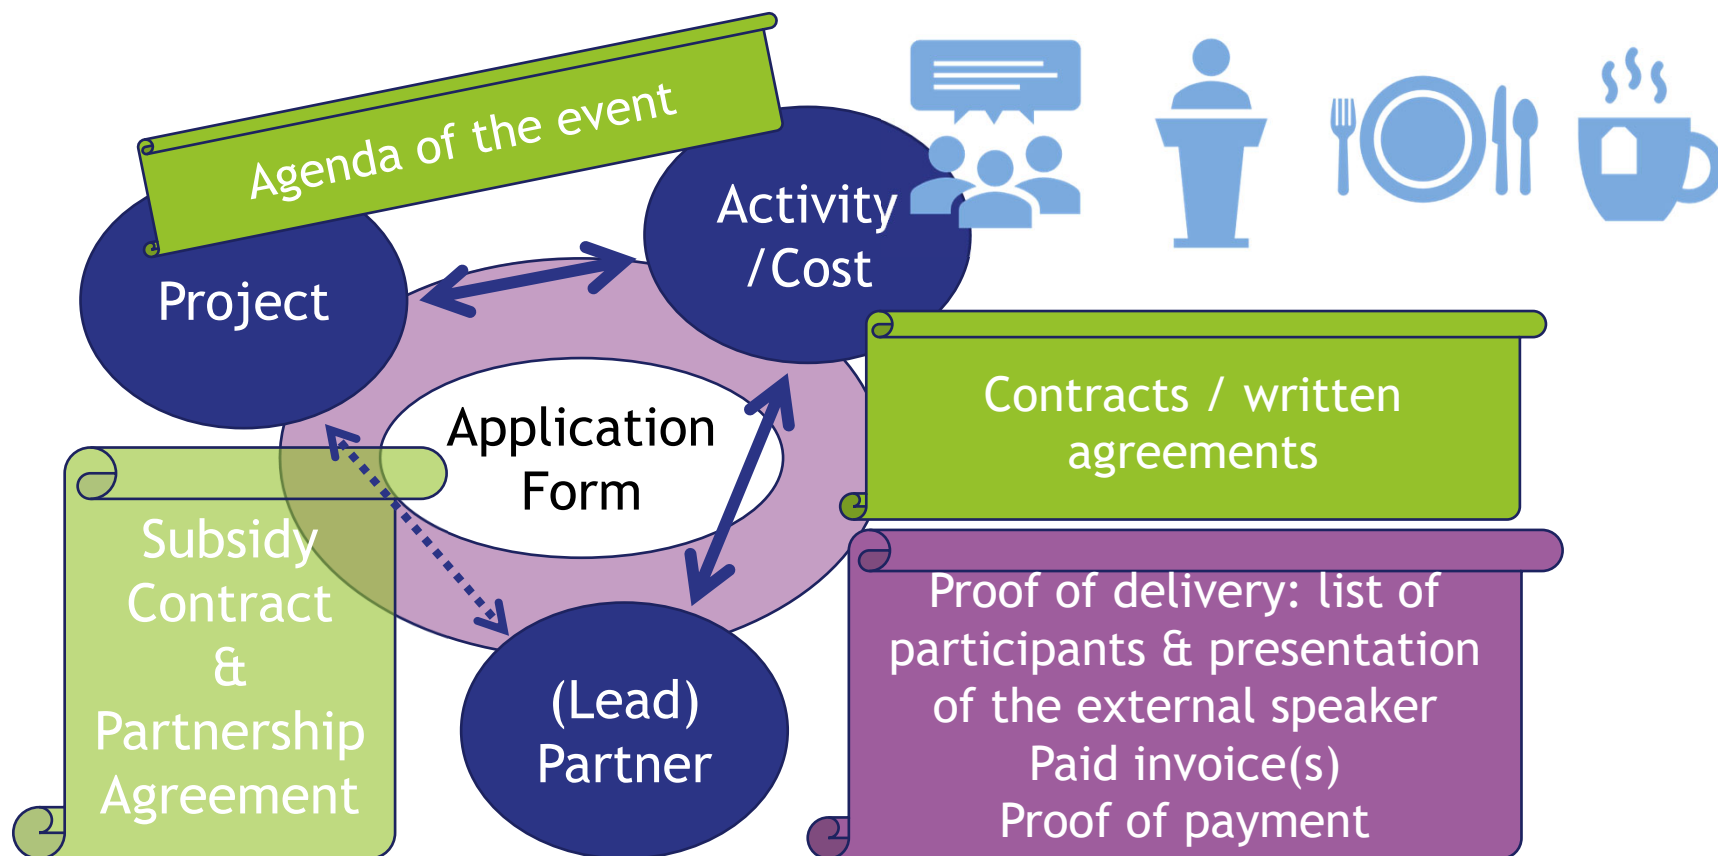 Agenda of the event
Activity
/Cost
Project
Application
Form
Contracts / written
agreements
Subsidy
Contract
&
Partnership
Agreement
(Lead)
Partner
Proof of delivery: list of
participants & presentation
of the external speaker
Paid invoice(s)
Proof of payment